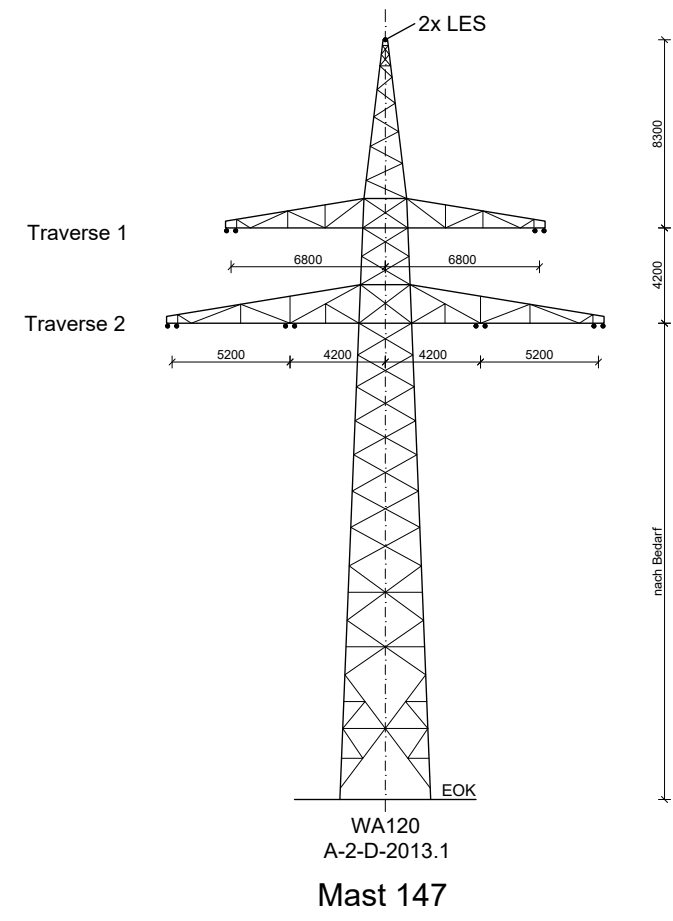 2x LES
8300
Traverse 1
6800 6800
4200
Traverse 2
5200 4200 4200 5200
nach Bedarf
EOK
WA120
A-2-D-2013.1
Mast 147